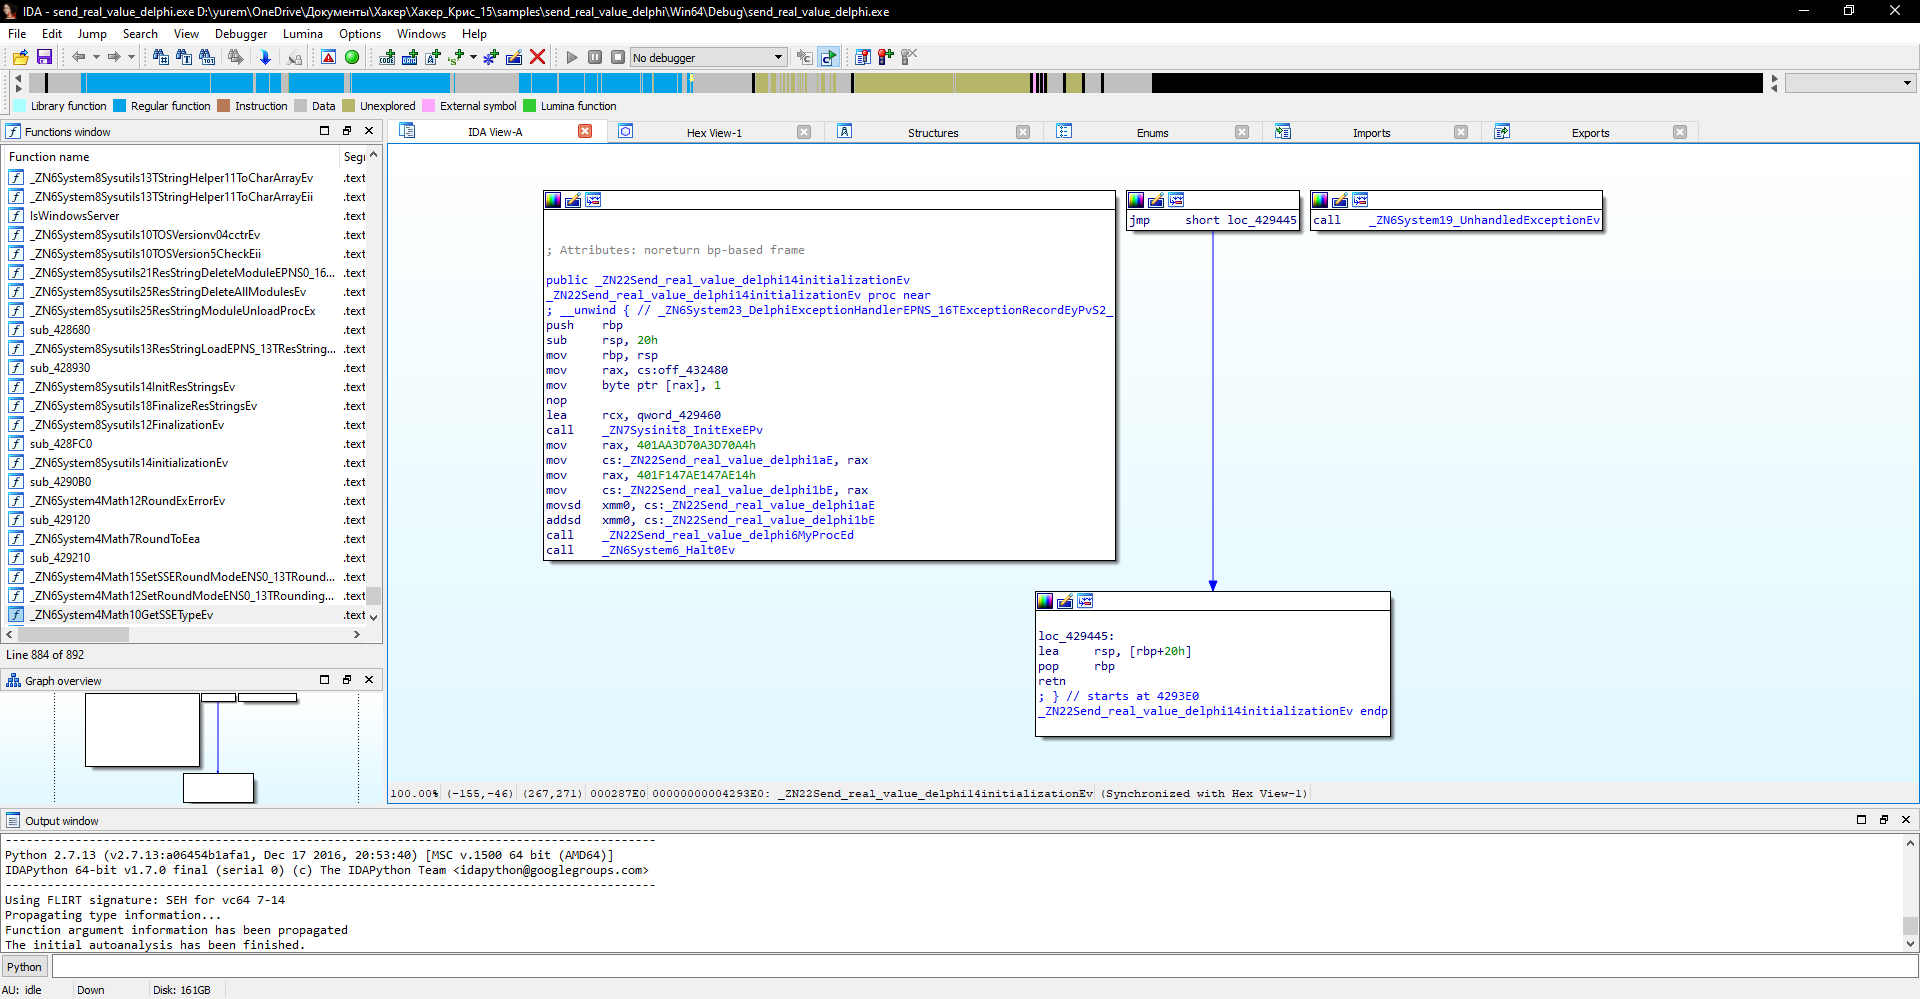 IDA - send_real_value_delphi.exe D:\yurem\OneDrive\Документы\Хакер\Хакер_Крис_15\samples\send_real_value_delphi\Win64\Debug\send_real_value_delphi.exe
File Edit Jump Search View Debugger Lumina Options Windows Help
No debugger
Library function Regular function Instruction Data Unexplored External symbol Lumina function
Functions window
Function name Segi
_ZN6System8Sysutils13TStringHelper11ToCharArrayEv .text
_ZN6System8Sysutils13TStringHelper11ToCharArrayEii .text
IsWindowsServer .text
_ZN6System8Sysutils10TOSVersionv04cctrEv .text
_ZN6System8Sysutils10TOSVersion5CheckEii .text
_ZN6System8Sysutils21ResStringDeleteModuleEPNS0_16... .text
_ZN6System8Sysutils25ResStringDeleteAllModulesEv .text
_ZN6System8Sysutils25ResStringModuleUnloadProcEx .text
sub_428680 .text
_ZN6System8Sysutils13ResStringLoadEPNS_13TResString... .text
sub_428930 .text
_ZN6System8Sysutils14InitResStringsEv .text
_ZN6System8Sysutils18FinalizeResStringsEv .text
_ZN6System8Sysutils12FinalizationEv .text
sub_428FC0 .text
_ZN6System8Sysutils14initializationEv .text
sub_4290B0 .text
_ZN6System4Math12RoundExErrorEv .text
sub_429120 .text
_ZN6System4Math7RoundToEea .text
sub_429210 .text
_ZN6System4Math15SetSSERoundModeENS0_13TRound... .text
_ZN6System4Math12SetRoundModeENS0_13TRounding... .text
_ZN6System4Math10GetSSETypeEv .text
Line 884 of 892
Graph overview
IDA View-A Hex View-1 Structures Enums Imports Exports
; Attributes: noreturn bp-based frame
public _ZN22Send_real_value_delphi14initializationEv
_ZN22Send_real_value_delphi14initializationEv proc near
; __unwind { // _ZN6System23_DelphiExceptionHandlerEPNS_16TExceptionRecordEyPvS2_
push rbp
sub rsp, 20h
mov rbp, rsp
mov rax, cs:off_432480
mov byte ptr [rax], 1
nop
lea rcx, qword_429460
call _ZN7Sysinit8_InitExeEPv
mov rax, 401AA3D70A3D70A4h
mov cs:_ZN22Send_real_value_delphi1aE, rax
mov rax, 401F147AE147AE14h
mov cs:_ZN22Send_real_value_delphi1bE, rax
movsd xmm0, cs:_ZN22Send_real_value_delphi1aE
addsd xmm0, cs:_ZN22Send_real_value_delphi1bE
call _ZN22Send_real_value_delphi6MyProcEd
call _ZN6System6_Halt0Ev
jmp short loc_429445
call _ZN6System19_UnhandledExceptionEv
loc_429445:
lea rsp, [rbp+20h]
pop rbp
retn
; } // starts at 4293E0
_ZN22Send_real_value_delphi14initializationEv endp
100.00% (-155,-46) (267,271) 000287E0 00000000004293E0: _ZN22Send_real_value_delphi14initializationEv (Synchronized with Hex View-1)
Output window
Python 2.7.13 (v2.7.13:a06454b1afa1, Dec 17 2016, 20:53:40) [MSC v.1500 64 bit (AMD64)]
IDAPython 64-bit v1.7.0 final (serial 0) (c) The IDAPython Team <idapython@googlegroups.com>
Using FLIRT signature: SEH for vc64 7-14
Propagating type information...
Function argument information has been propagated
The initial autoanalysis has been finished.
Python
AU: idle Down Disk: 161GB